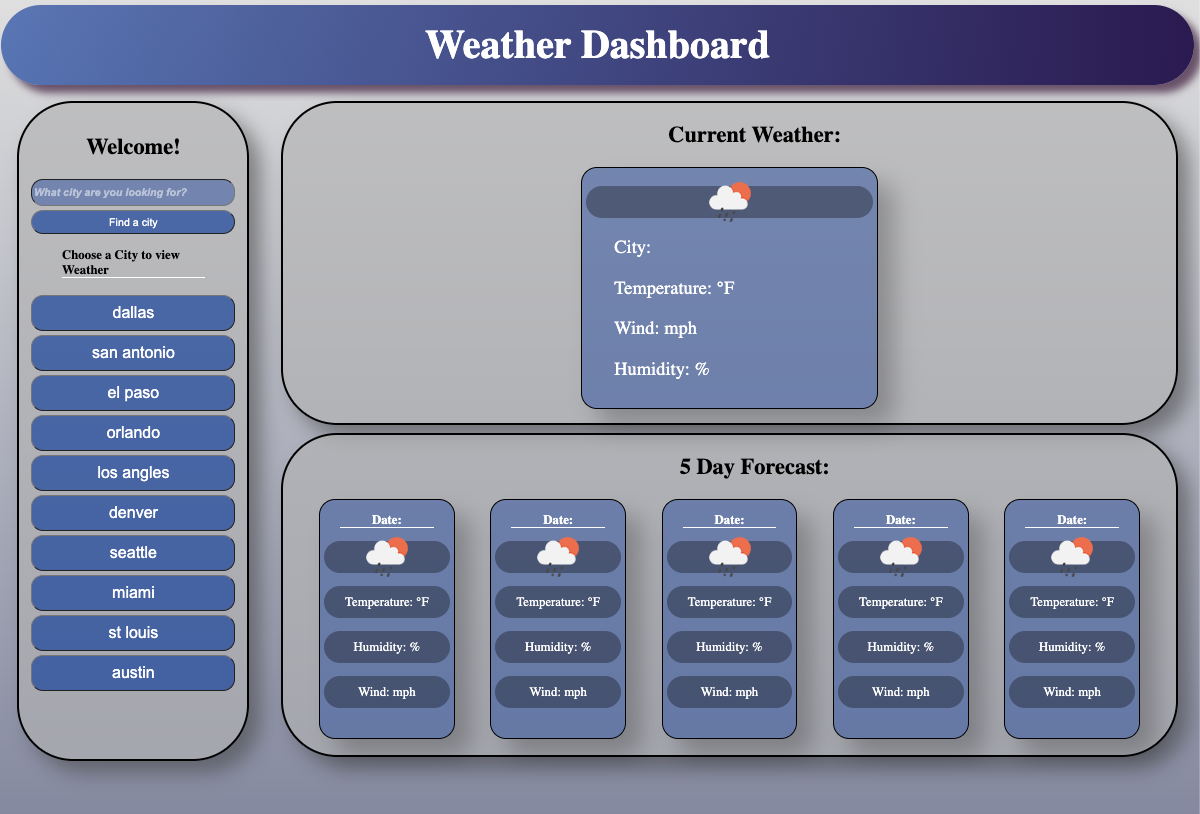 Weather Dashboard
Welcome!
What city are you looking for?
Find a city
Choose a City to view
Weather
dallas
san antonio
el paso
orlando
los angles
denver
seattle
miami
st louis
austin
Current Weather:
City:
Temperature: °F
Wind: mph
Humidity: %
5 Day Forecast:
Date:
Temperature: °F
Humidity: %
Wind: mph
Date:
Temperature: °F
Humidity: %
Wind: mph
Date:
Temperature: °F
Humidity: %
Wind: mph
Date:
Temperature: °F
Humidity: %
Wind: mph
Date:
Temperature: °F
Humidity: %
Wind: mph